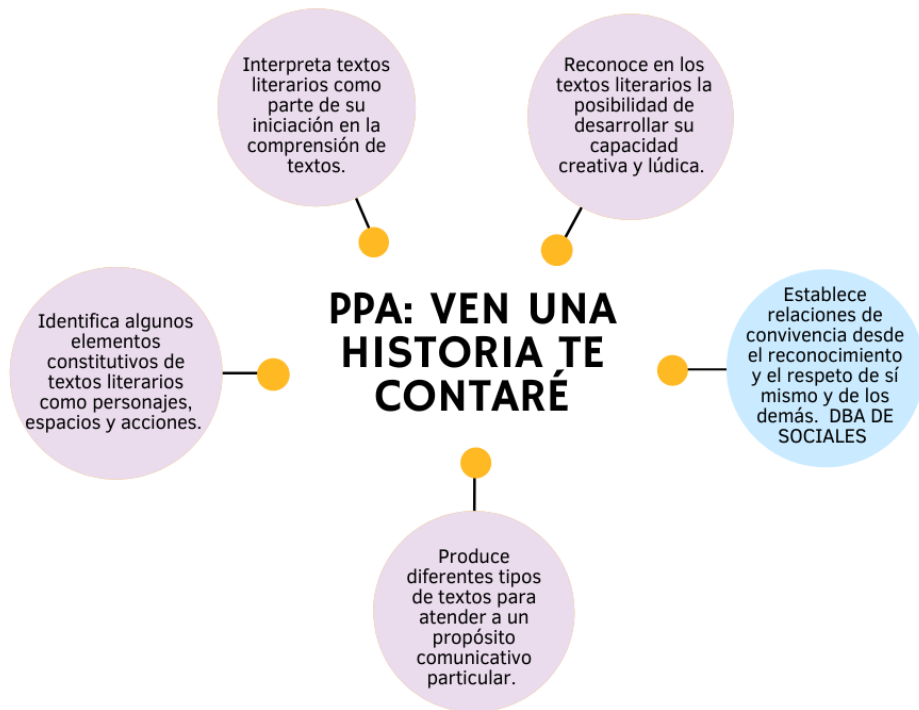 Interpreta textos
literarios como
parte de su
iniciación en la
comprensión de
textos.
Reconoce en los
textos literarios la
posibilidad de
desarrollar su
capacidad
creativa y lúdica.
PPA: VEN UNA
HISTORIA TE
CONTARÉ
Identifica algunos
elementos
constitutivos de
textos literarios
como personajes,
espacios y acciones.
Establece
relaciones de
convivencia desde
el reconocimiento
y el respeto de sí
mismo y de los
demás. DBA DE
SOCIALES
Produce
diferentes tipos
de textos para
atender a un
propósito
comunicativo
particular.